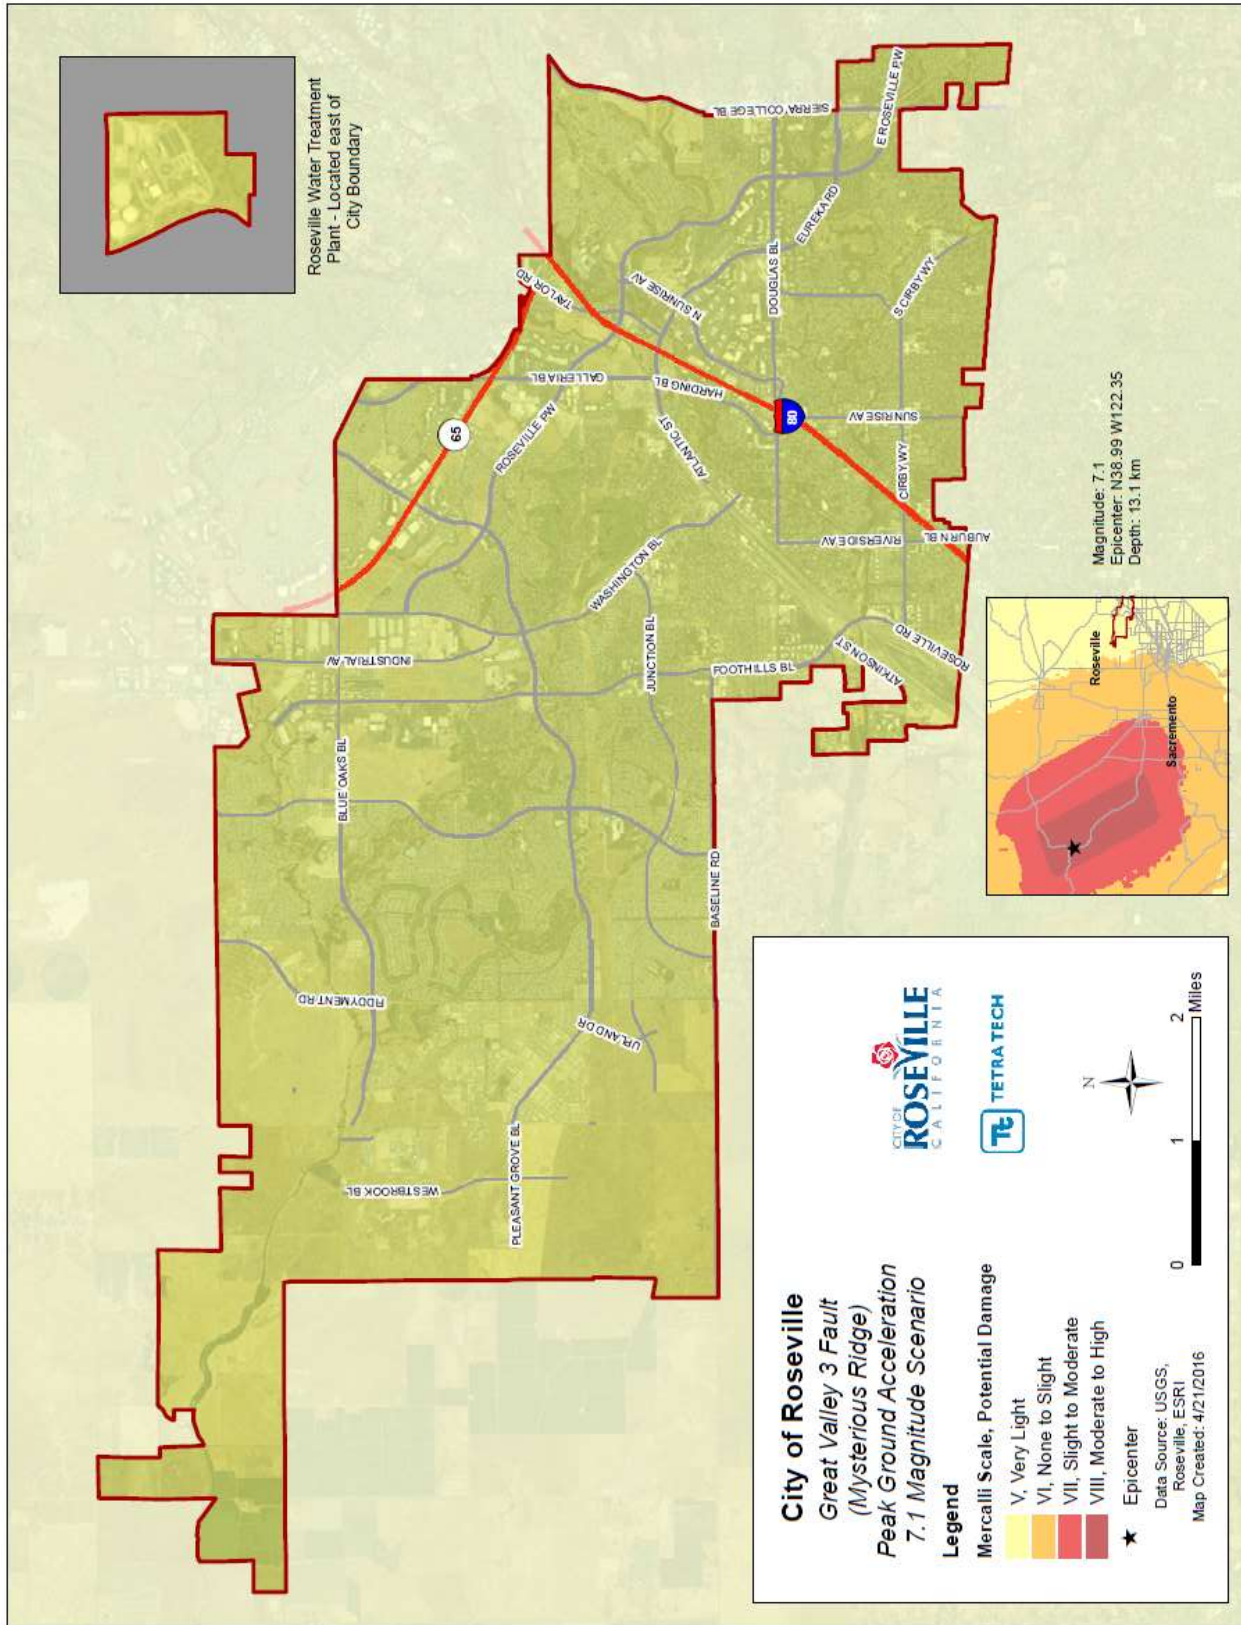 Roseville Water Treatment
Plant - Located east of
City Boundary
SIERRA COLLEGE BL
E ROSEVILLE PW
EUREKA RD
DOUGLAS BL
S CIRBY WY
TAYLOR RD
N SUNRISE AV
GALLERIA BL
HARDING BL
ROSEVILLE PW
ATLANTIC ST
65
80
SUNRISE AV
CIRBY WY
RIVERSIDE AV
AUBURN BL
WASHINGTON BL
JUNCTION BL
FOOTHILLS BL
ATKINSON ST
ROSEVILLE RD
INDUSTRIAL AV
BLUE OAKS BL
BASELINE RD
FIDDYMENT RD
UPLAND DR
PLEASANT GROVE BL
WESTBROOK BL
Magnitude: 7.1
Epicenter: N38.99 W122.35
Depth: 13.1 km
Roseville
Sacremento
City of Roseville
Great Valley 3 Fault
(Mysterious Ridge)
Peak Ground Acceleration
7.1 Magnitude Scenario
Legend
Mercalli Scale, Potential Damage
V, Very Light
VI, None to Slight
VII, Slight to Moderate
VIII, Moderate to High
Epicenter
Data Source: USGS,
Roseville, ESRI
Map Created: 4/21/2016
CITY OF
ROSEVILLE
CALIFORNIA
Tt TETRA TECH
N
0 1 2
Miles